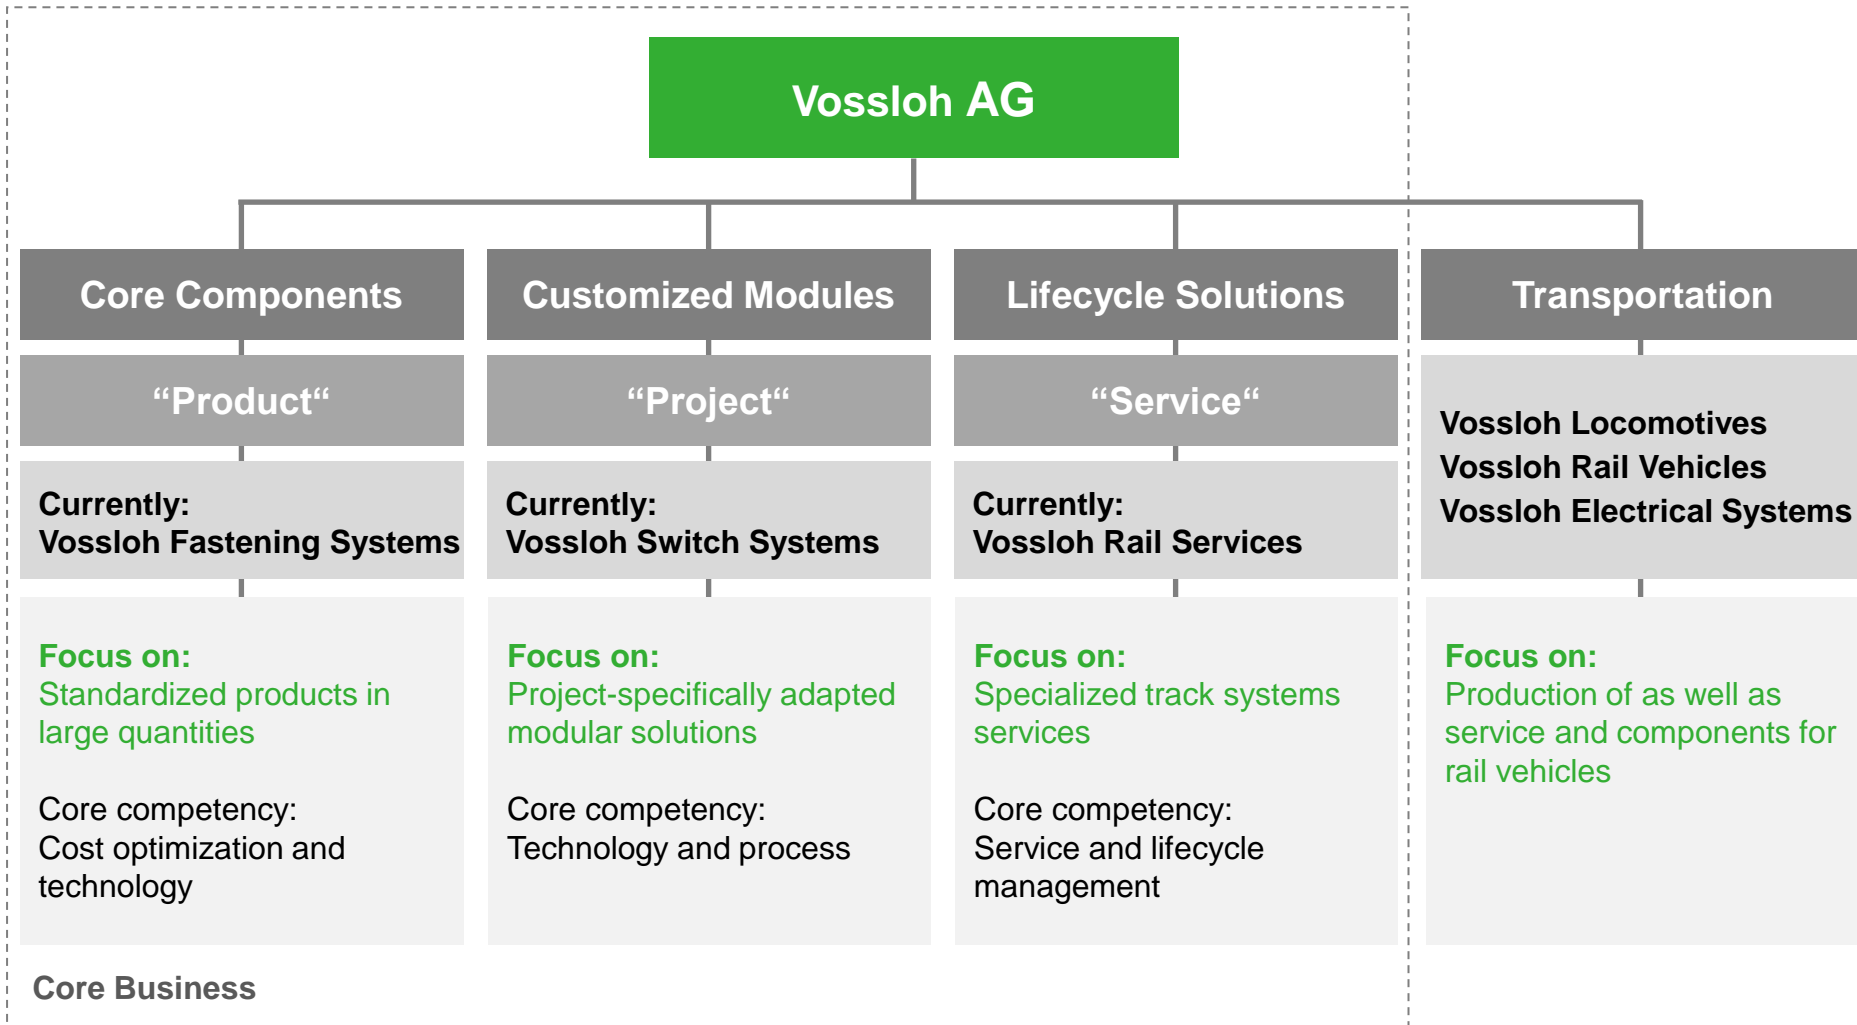 Vossloh AG
Core Components
“Product“
Currently:
Vossloh Fastening Systems
Focus on:
Standardized products in
large quantities
Core competency:
Cost optimization and
technology
Customized Modules
“Project“
Currently:
Vossloh Switch Systems
Focus on:
Project-specifically adapted
modular solutions
Core competency:
Technology and process
Lifecycle Solutions
“Service“
Currently:
Vossloh Rail Services
Focus on:
Specialized track systems
services
Core competency:
Service and lifecycle
management
Transportation
Vossloh Locomotives
Vossloh Rail Vehicles
Vossloh Electrical Systems
Focus on:
Production of as well as
service and components for
rail vehicles
Core Business